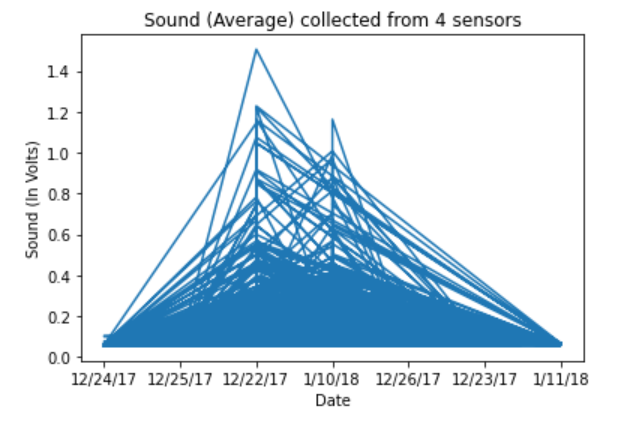 Sound (Average) collected from 4 sensors
Sound (In Volts)
1.4
1.2
1.0
0.8
0.6
0.4
0.2
0.0
12/24/17 12/25/17 12/22/17 1/10/18 12/26/17 12/23/17 1/11/18
Date